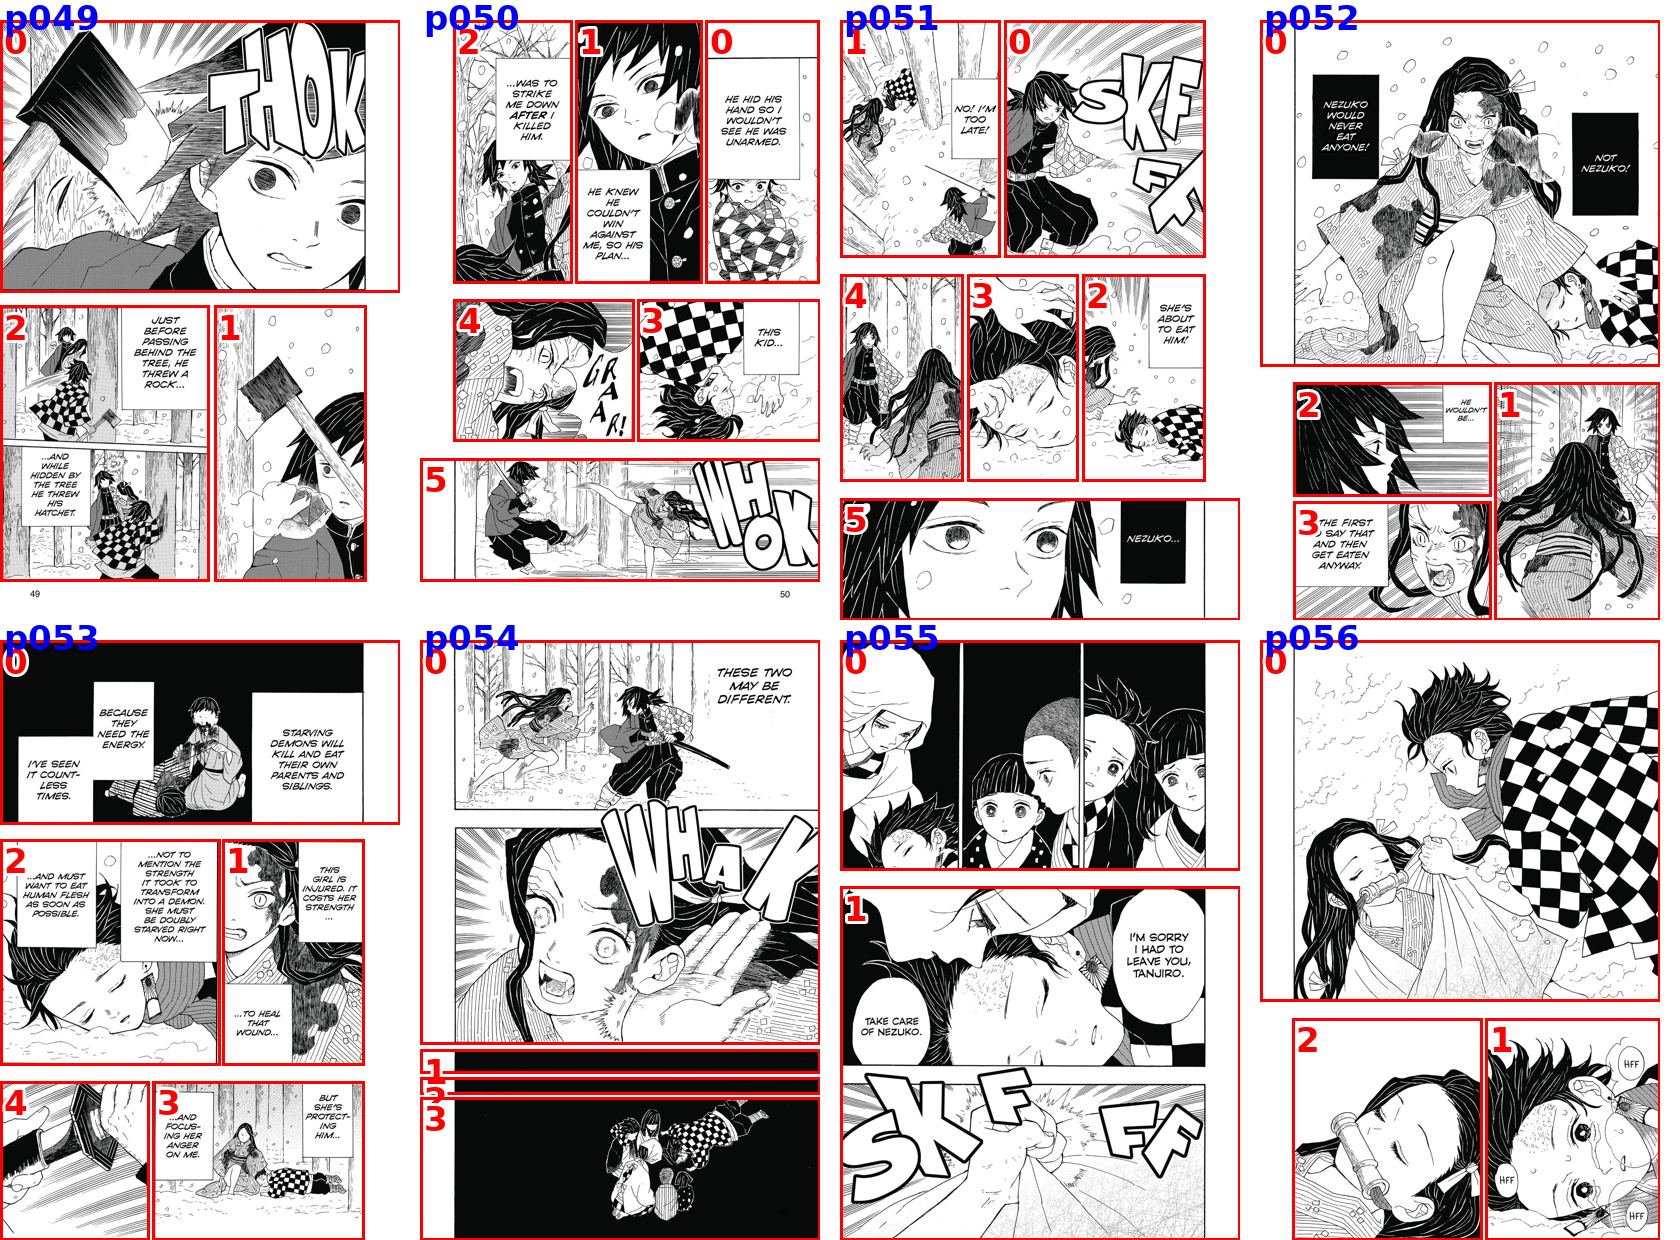 p049
0
THOK
2
JUST
BEFORE
PASSING
BEHIND THE
TREE, HE
THREW A
ROCK...
...AND
WHILE
HIDDEN BY
THE TREE
HE THREW
HIS
HATCHET.
1
49
p050
2
...WAS TO
STRIKE
ME DOWN
AFTER I
KILLED
HIM.
1
HE KNEW
HE
COULDN'T
WIN
AGAINST
ME, SO HIS
PLAN...
0
HE HID HIS
HAND SO I
WOULDN'T
SEE HE WAS
UNARMED.
4
GRAAR!
3
THIS
KID...
5
WHOK
50
p051
1
NO! I'M
TOO
LATE!
0
SKFF
4
3
2
SHE'S
ABOUT
TO EAT
HIM!
5
NEZUKO...
p052
0
NEZUKO
WOULD
NEVER
EAT
ANYONE!
NOT
NEZUKO!
2
HE
WOULDN'T
BE...
1
3
THE FIRST
SAY THAT
AND THEN
GET EATEN
ANYWAY.
p053
0
I'VE SEEN
IT COUNT-
LESS
TIMES.
BECAUSE
THEY
NEED THE
ENERGY.
STARVING
DEMONS WILL
KILL AND EAT
THEIR OWN
PARENTS AND
SIBLINGS.
2
...AND MUST
WANT TO EAT
HUMAN FLESH
AS SOON AS
POSSIBLE.
...NOT TO
MENTION THE
STRENGTH
IT TOOK TO
TRANSFORM
INTO A DEMON.
SHE MUST
BE DOUBLY
STARVED RIGHT
NOW...
1
THIS
GIRL IS
INJURED. IT
COSTS HER
STRENGTH
...
...TO HEAL
THAT
WOUND...
4
3
...AND
FOCUS-
ING HER
ANGER
ON ME.
BUT
SHE'S
PROTECT-
ING
HIM...
p054
0
THESE TWO
MAY BE
DIFFERENT.
WHAK
1
2
3
p055
0
1
I'M SORRY
I HAD TO
LEAVE YOU,
TANJIRO.
TAKE CARE
OF NEZUKO.
SKFFF
p056
0
2
1
HFF
HFF
HFF